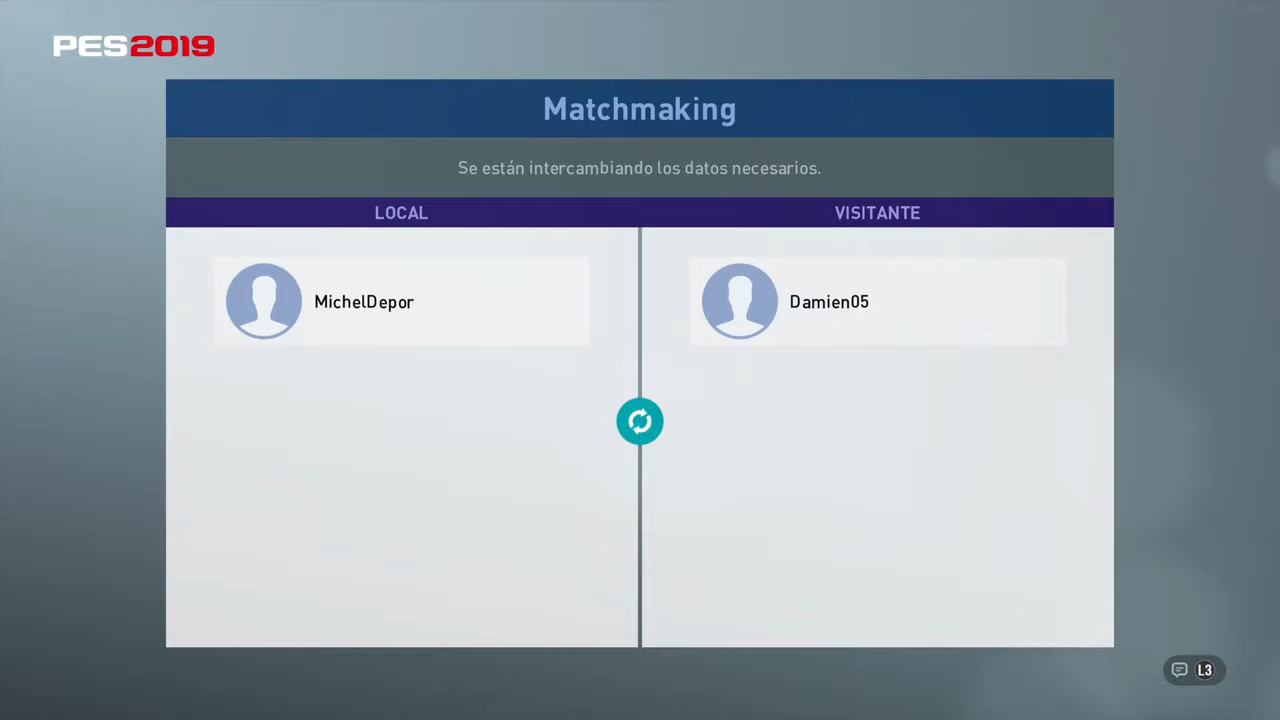 PES2019
Matchmaking
Se están intercambiando los datos necesarios.
LOCAL
VISITANTE
MichelDepor
Damien05
L3